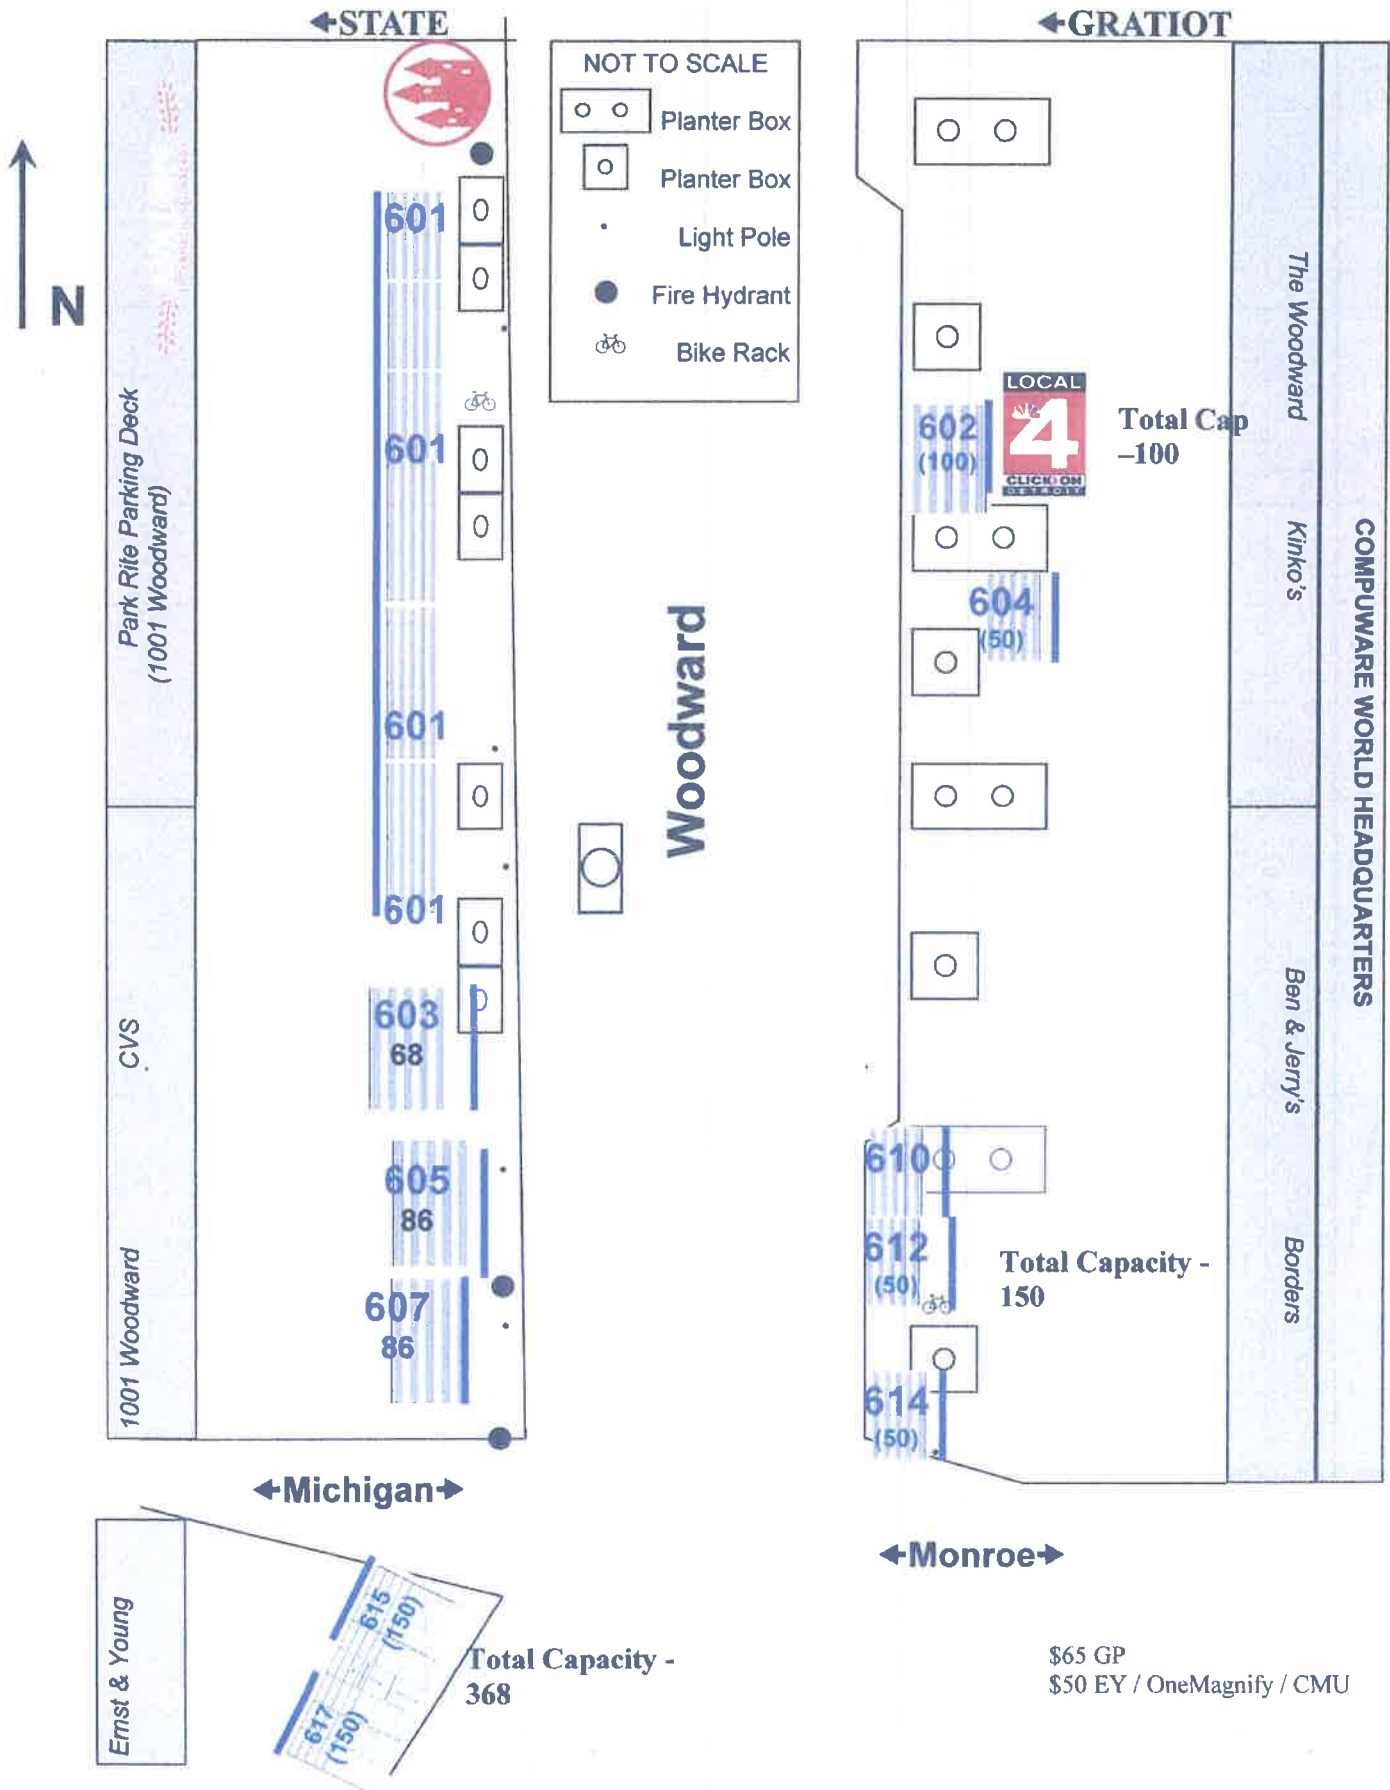 STATE
GRATIOT
NOT TO SCALE
Planter Box
Planter Box
Light Pole
Fire Hydrant
Bike Rack
N
Park Rite Parking Deck
(1001 Woodward)
CVS
1001 Woodward
601
601
601
601
603
68
605
86
607
86
Woodward
602
(100)
LOCAL
4
CLICK ON
DETROIT
Total Cap
–100
604
(50)
610
612
(50)
614
(50)
Total Capacity -
150
The Woodward
Kinko's
Ben & Jerry's
Borders
COMPUWARE WORLD HEADQUARTERS
Michigan
Monroe
Ernst & Young
615
(150)
617
(150)
Total Capacity -
368
$65 GP
$50 EY / OneMagnify / CMU